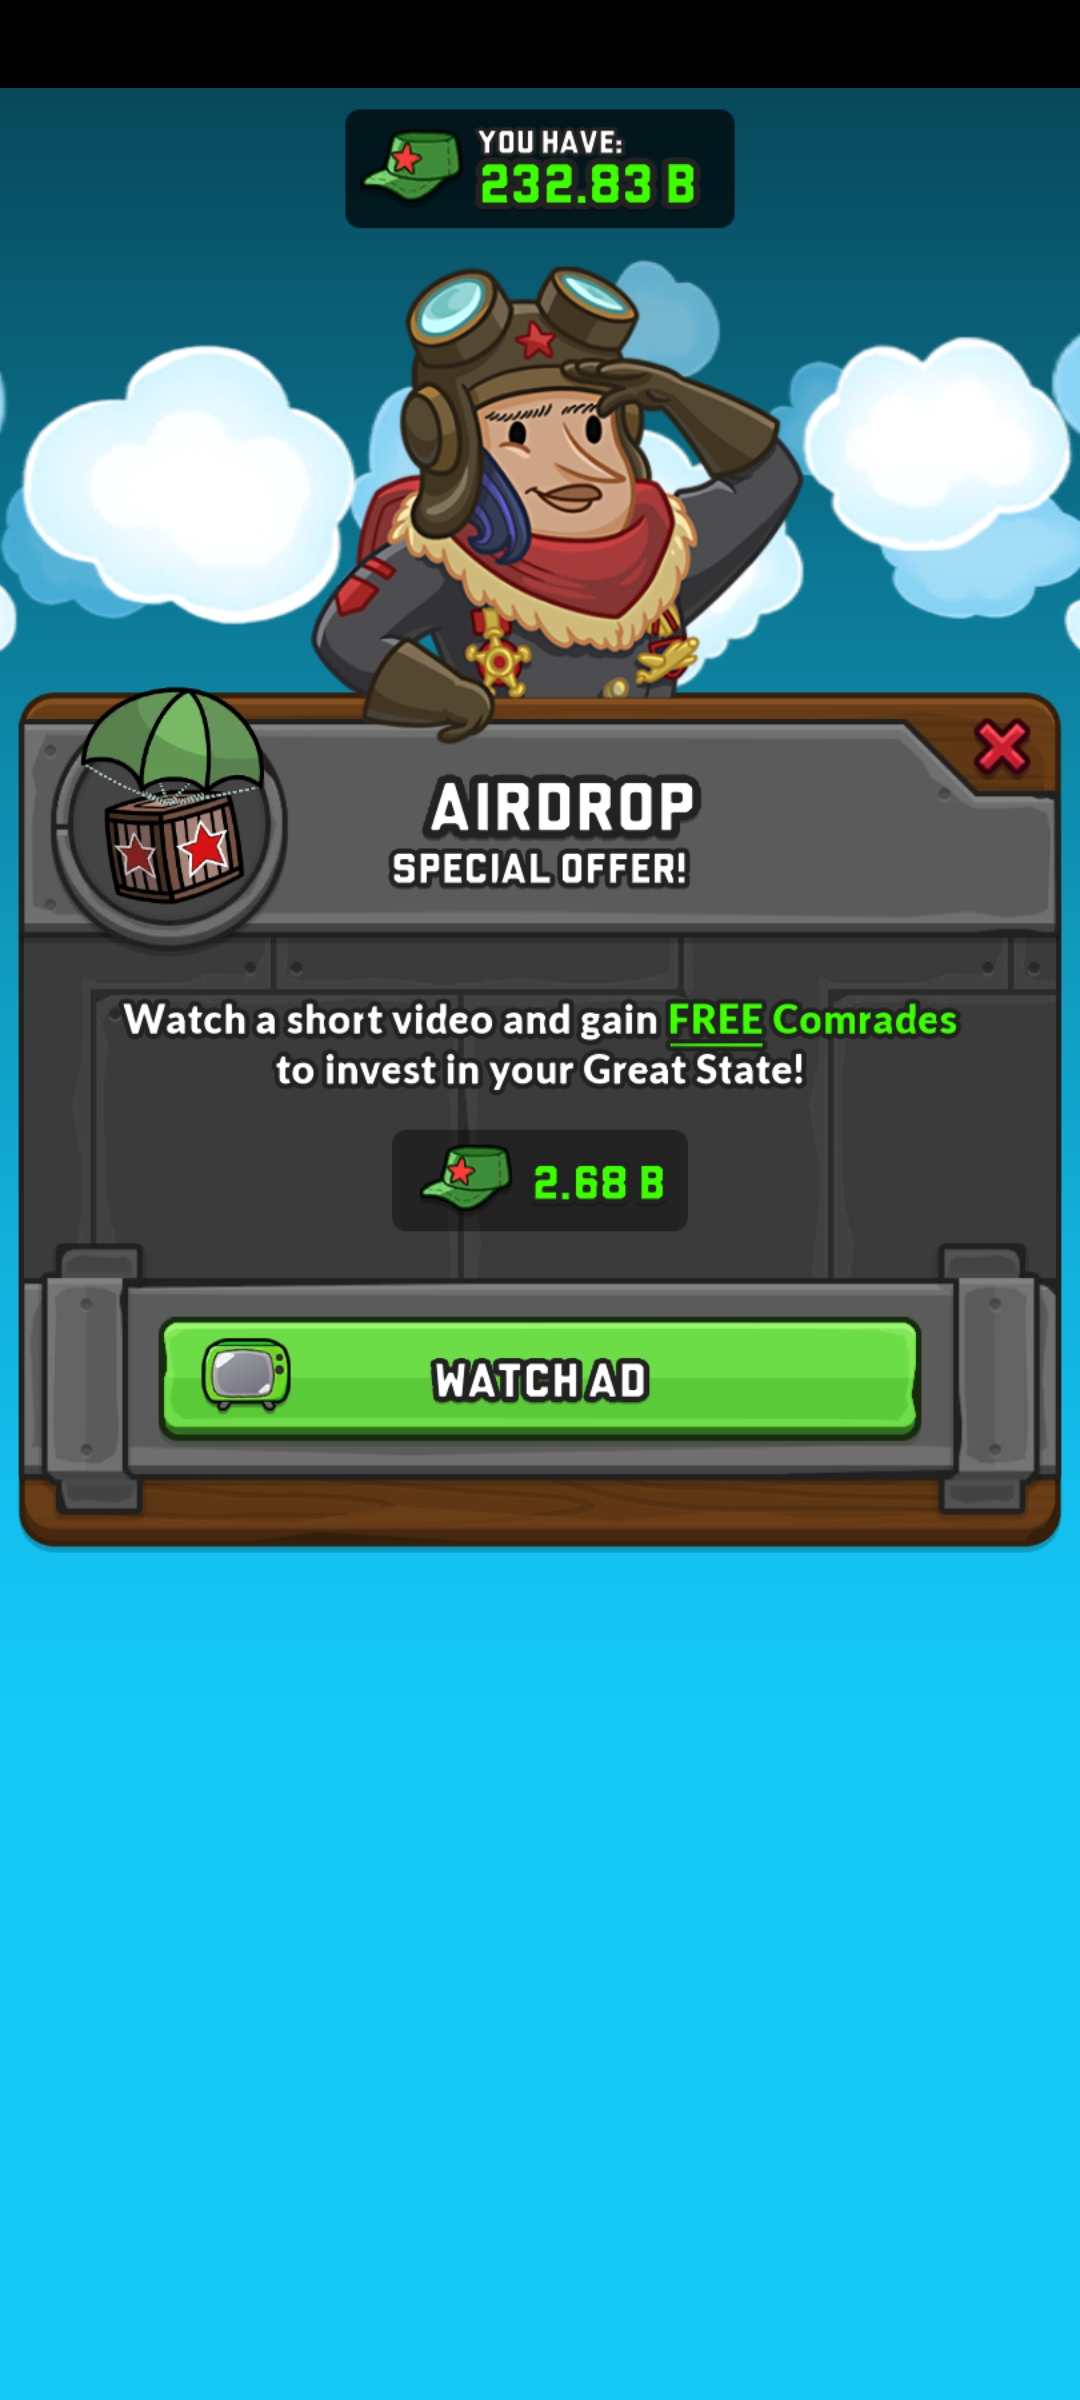 YOU HAVE:
232.83 B
AIRDROP
SPECIAL OFFER!
Watch a short video and gain FREE Comrades
to invest in your Great State!
2.68 B
WATCH AD